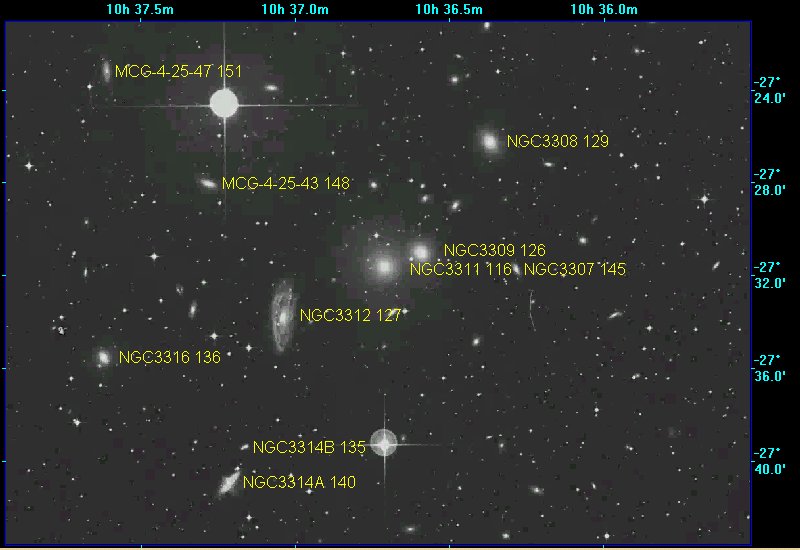 10h 37.5m 10h 37.0m 10h 36.5m 10h 36.0m
MCG-4-25-47 151
-27°
24.0'
NGC3308 129
-27°
28.0'
MCG-4-25-43 148
NGC3309 126
NGC3311 116 NGC3307 145
-27°
32.0'
NGC3312 127
NGC3316 136
-27°
36.0'
NGC3314B 135
-27°
40.0'
NGC3314A 140